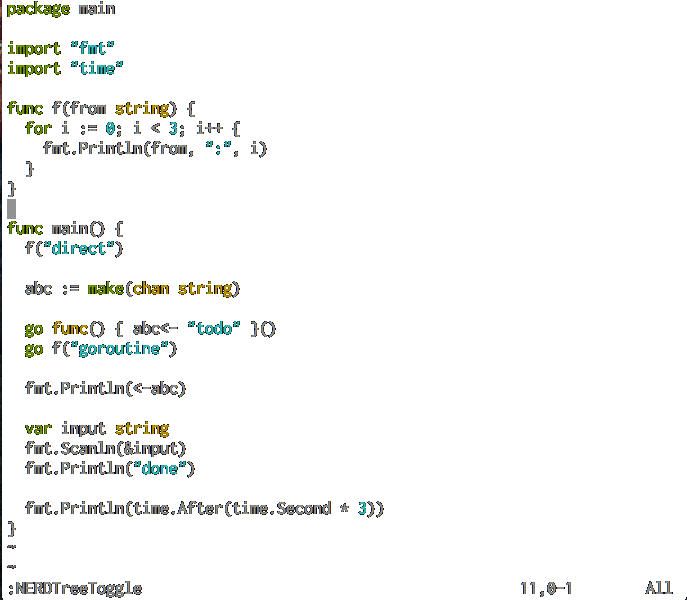 package main
import "fmt"
import "time"
func f(from string) {
  for i := 0; i < 3; i++ {
    fmt.Println(from, ":", i)
  }
}
func main() {
  f("direct")
  abc := make(chan string)
  go func() { abc<- "todo" }()
  go f("goroutine")
  fmt.Println(<-abc)
  var input string
  fmt.Scanln(&input)
  fmt.Println("done")
  fmt.Println(time.After(time.Second * 3))
}
~
~
:NERDTreeToggle 11,0-1 All